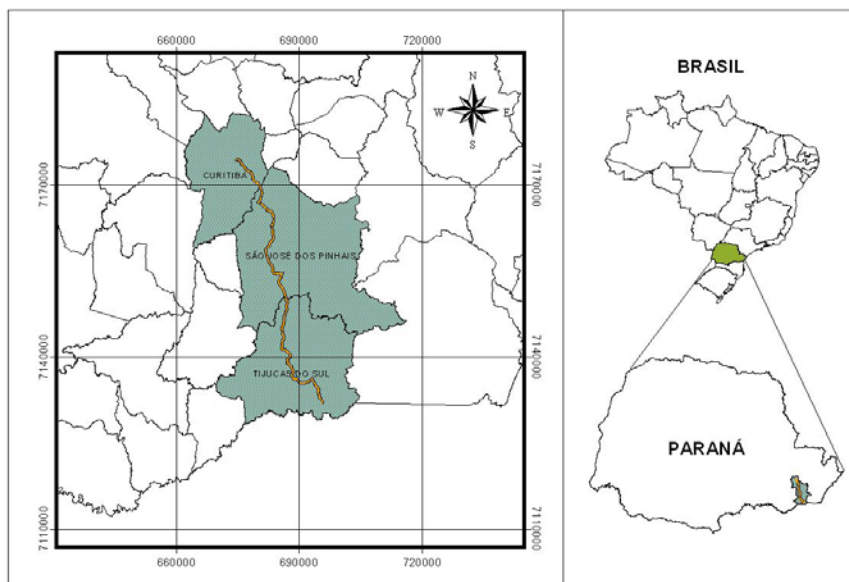 660000 690000 720000
N
W E
S
7170000 7170000
CURITIBA
SÃO JOSÉ DOS PINHAIS
7140000 7140000
TIJUCAS DO SUL
7110000 7110000
660000 690000 720000
BRASIL
PARANÁ